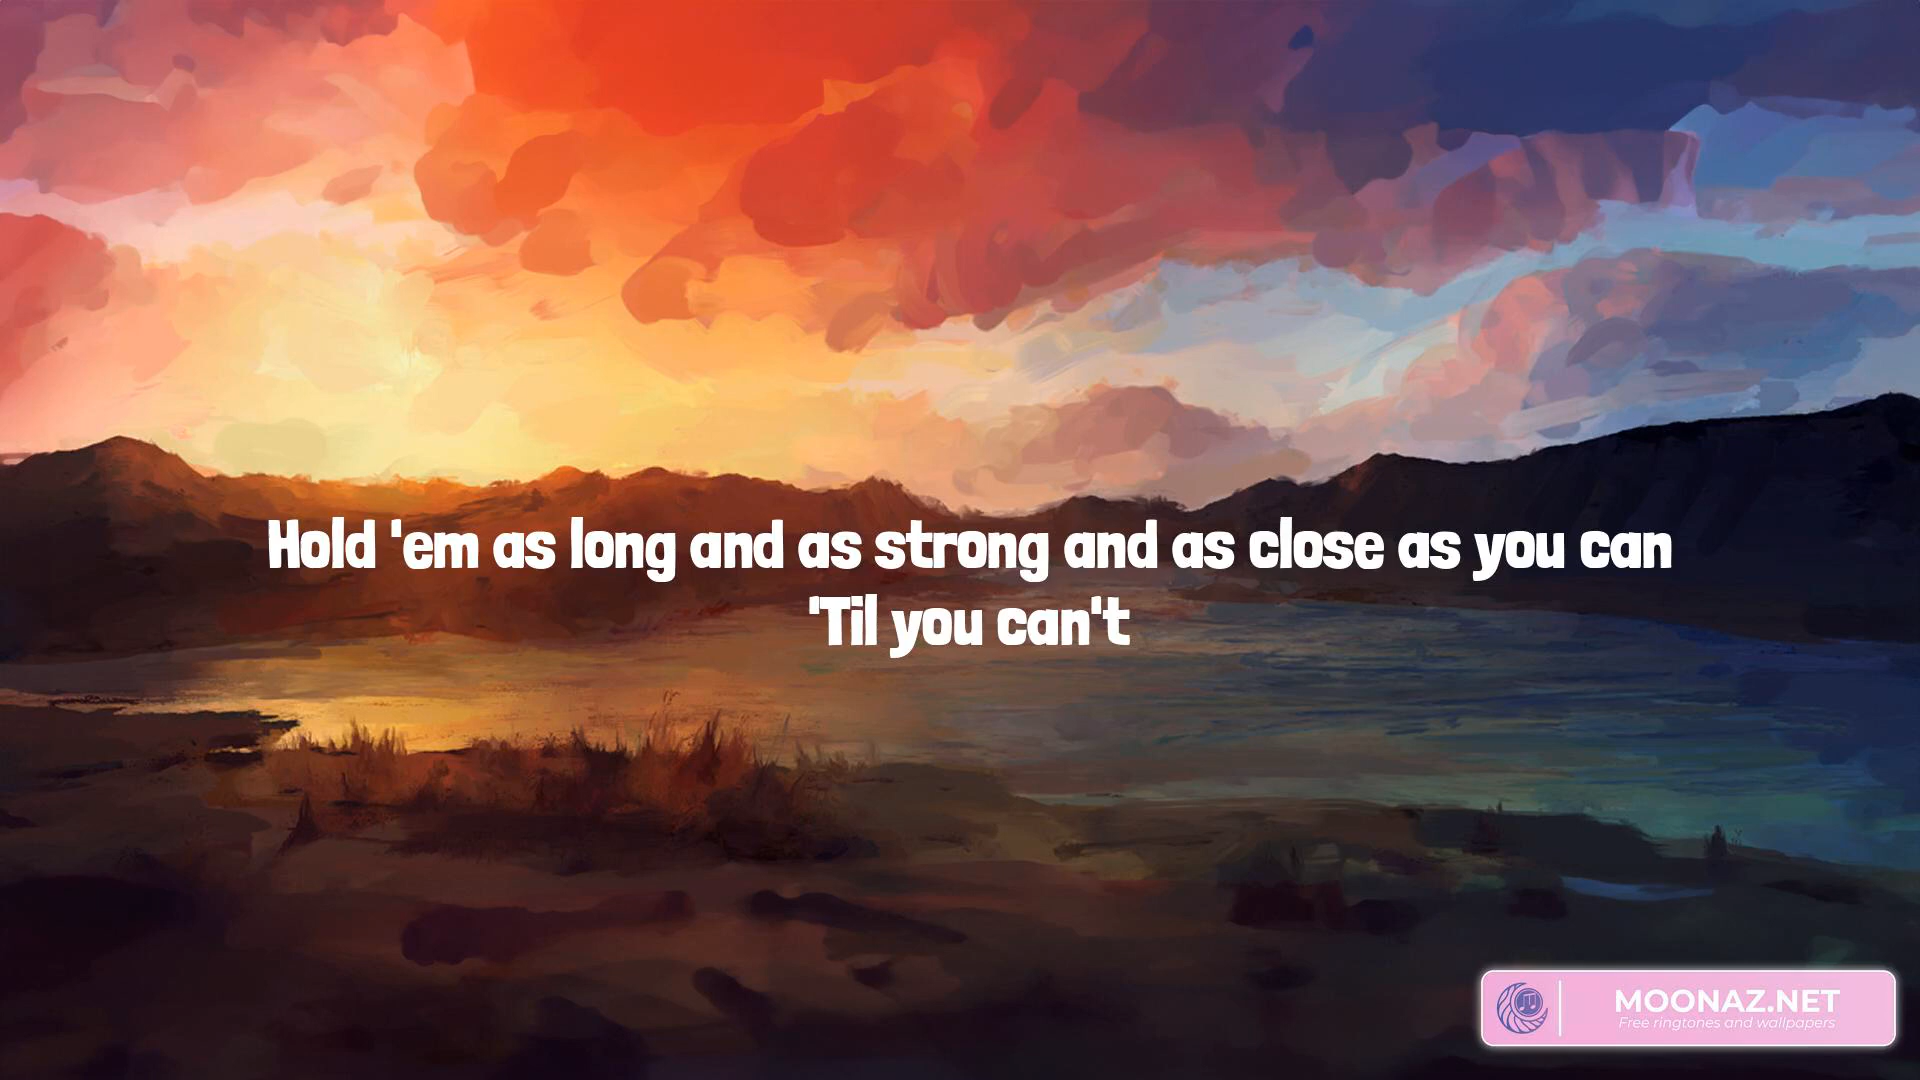 Hold 'em as long and as strong and as close as you can
'Til you can't
MOONAZ.NET
Free ringtones and wallpapers